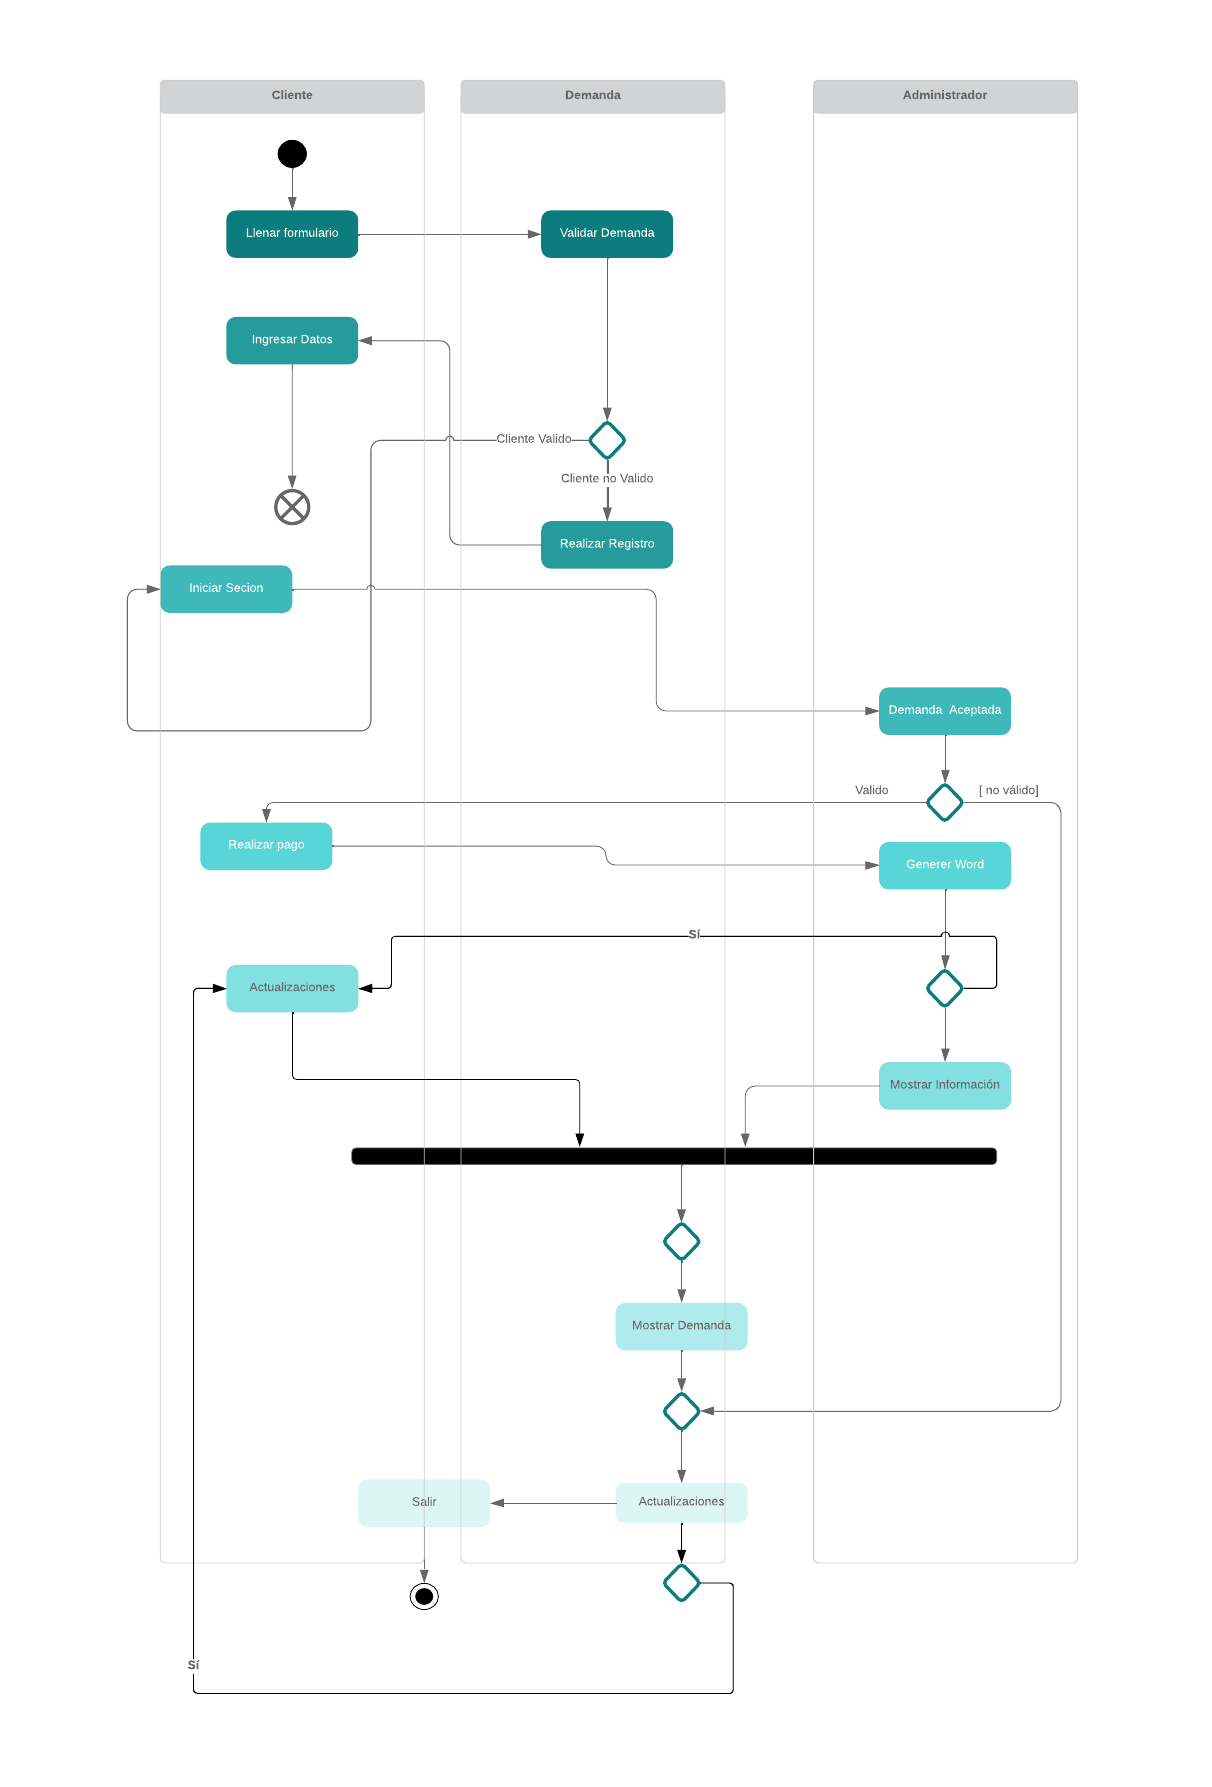 Cliente
Demanda
Administrador
Llenar formulario
Validar Demanda
Ingresar Datos
Cliente Valido
Cliente no Valido
Realizar Registro
Iniciar Secion
Demanda  Aceptada
Valido
[ no válido]
Realizar pago
Generer Word
Sí
Actualizaciones
Mostrar Información
Mostrar Demanda
Salir
Actualizaciones
Sí